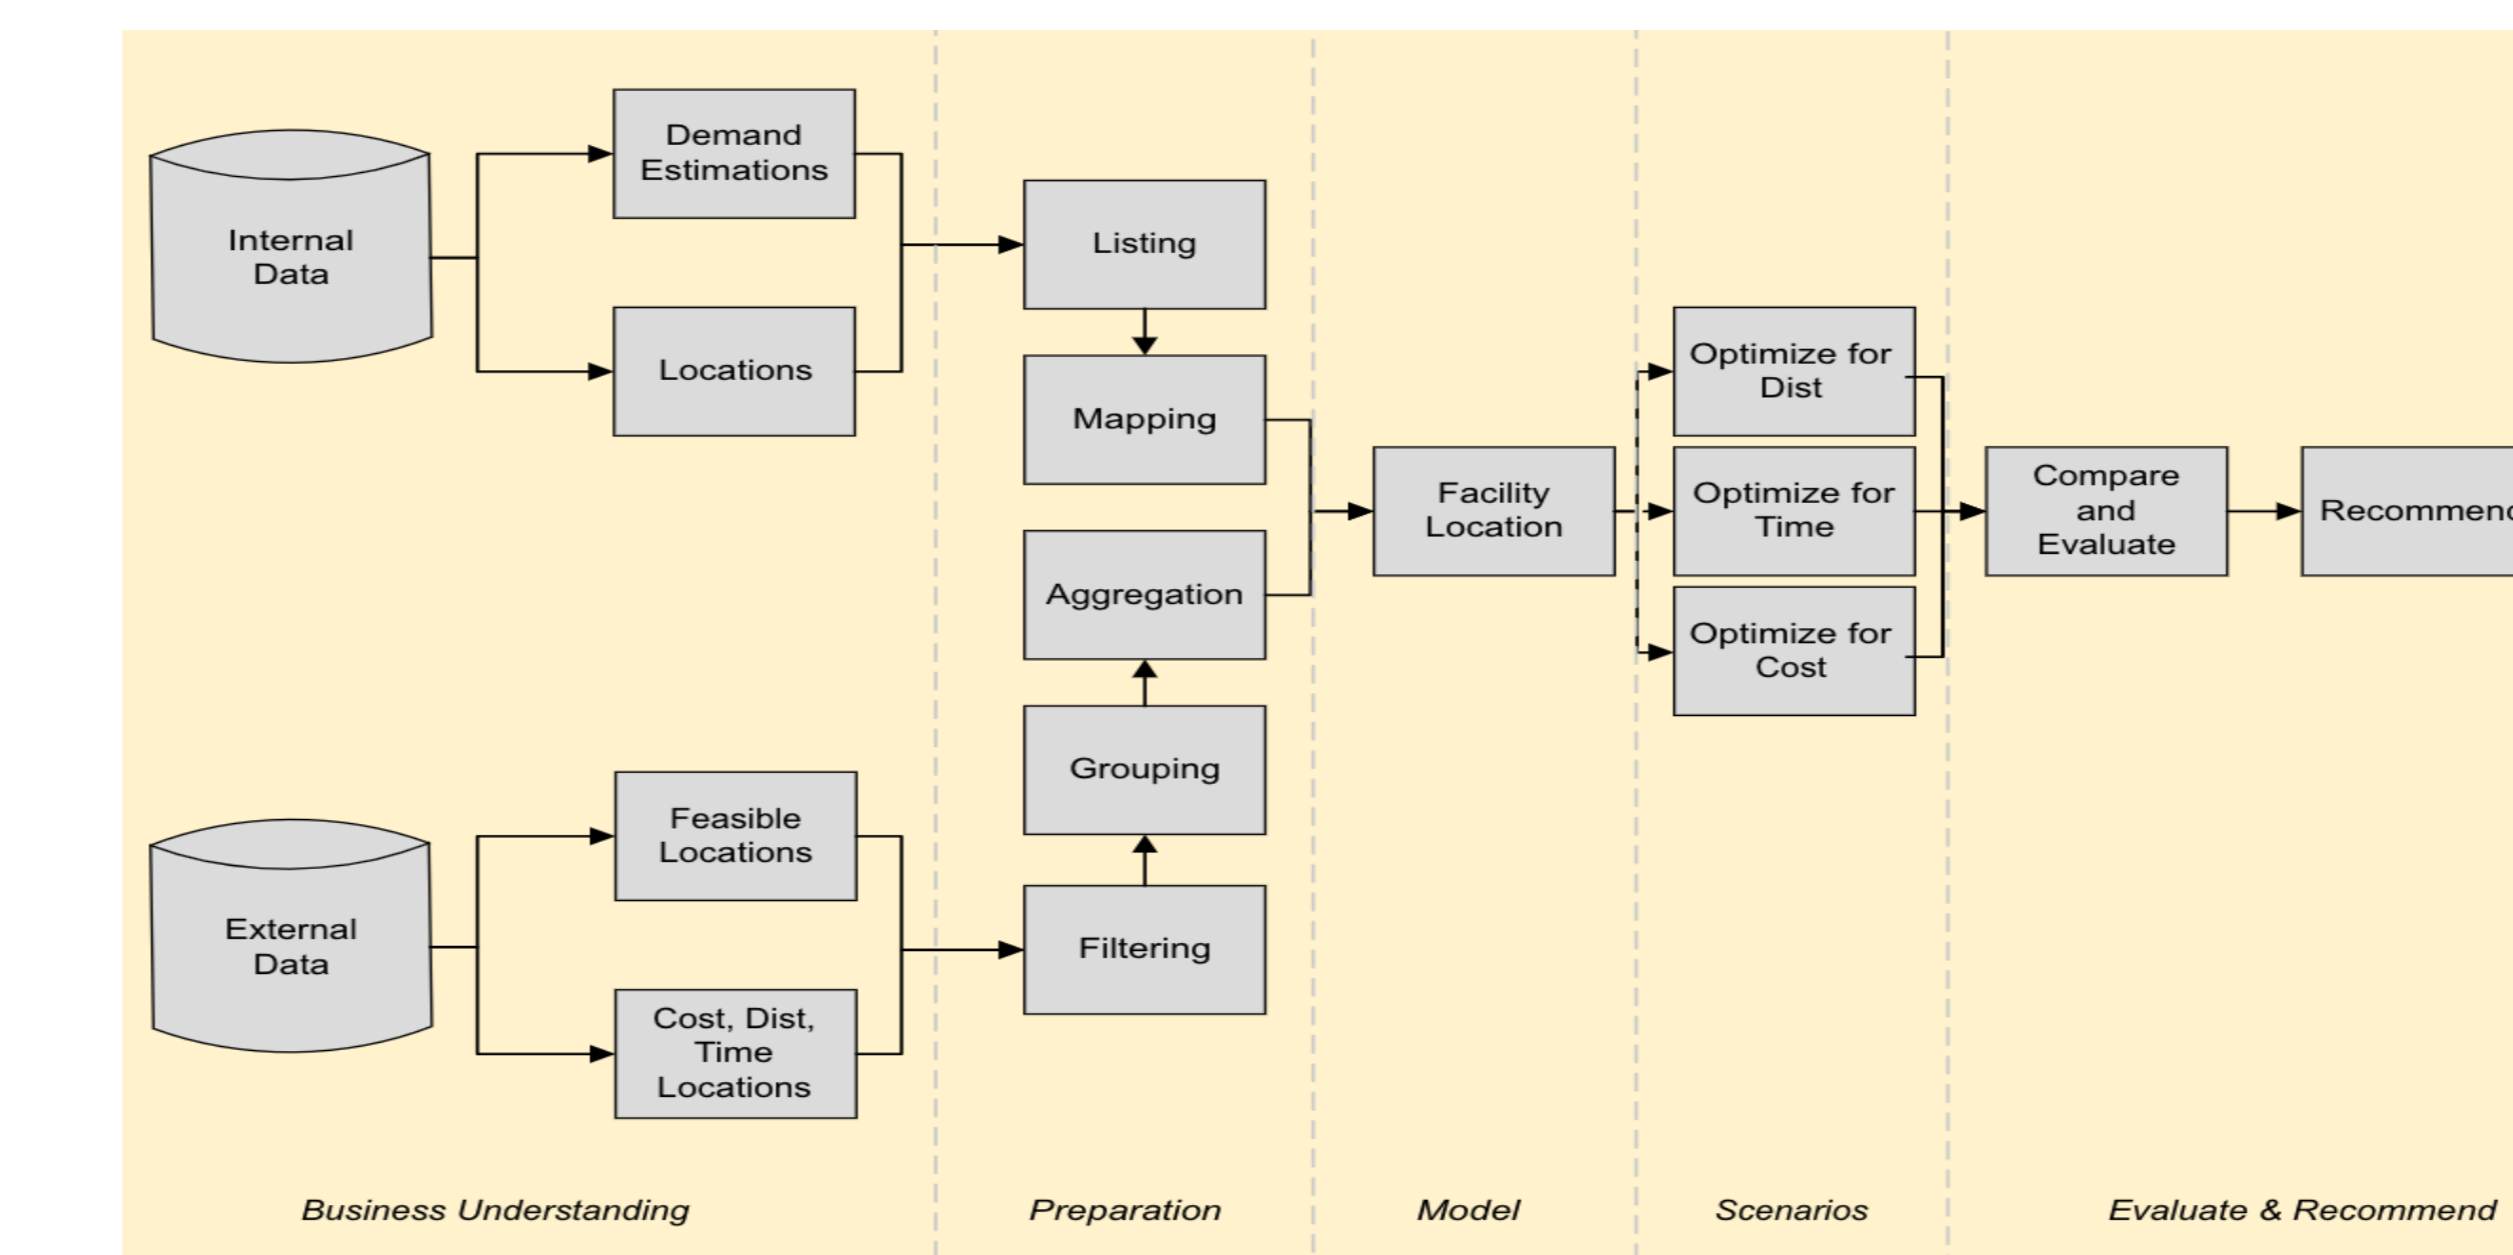 Internal
Data
Demand
Estimations
Locations
External
Data
Feasible
Locations
Cost, Dist,
Time
Locations
Business Understanding
Listing
Mapping
Aggregation
Grouping
Filtering
Preparation
Facility
Location
Model
Optimize for
Dist
Optimize for
Time
Optimize for
Cost
Scenarios
Compare
and
Evaluate
Recommend
Evaluate & Recommend